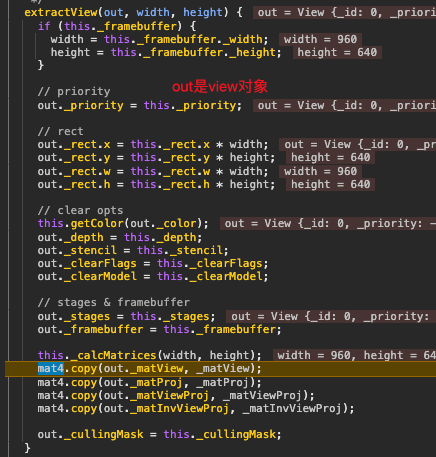 */
extractView(out, width, height) { out = View {_id: 0, _priority
if (this._framebuffer) {
width = this._framebuffer._width; width = 960
height = this._framebuffer._height; height = 640
}
// priority
out是view对象
out._priority = this._priority; out = View {_id: 0, _priority
// rect
out._rect.x = this._rect.x * width; out = View {_id: 0, _pri
out._rect.y = this._rect.y * height; height = 640
out._rect.w = this._rect.w * width; width = 960
out._rect.h = this._rect.h * height; height = 640
// clear opts
this.getColor(out._color); out = View {_id: 0, _priority: –
out._depth = this._depth;
out._stencil = this._stencil;
out._clearFlags = this._clearFlags;
out._clearModel = this._clearModel;
// stages & framebuffer
out._stages = this._stages; out = View {_id: 0, _priority:
out._framebuffer = this._framebuffer;
this._calcMatrices(width, height); width = 960, height = 64
mat4.copy(out._matView, _matView);
mat4.copy(out._matProj, _matProj);
mat4.copy(out._matViewProj, _matViewProj);
mat4.copy(out._matInvViewProj, _matInvViewProj);
out._cullingMask = this._cullingMask;
}